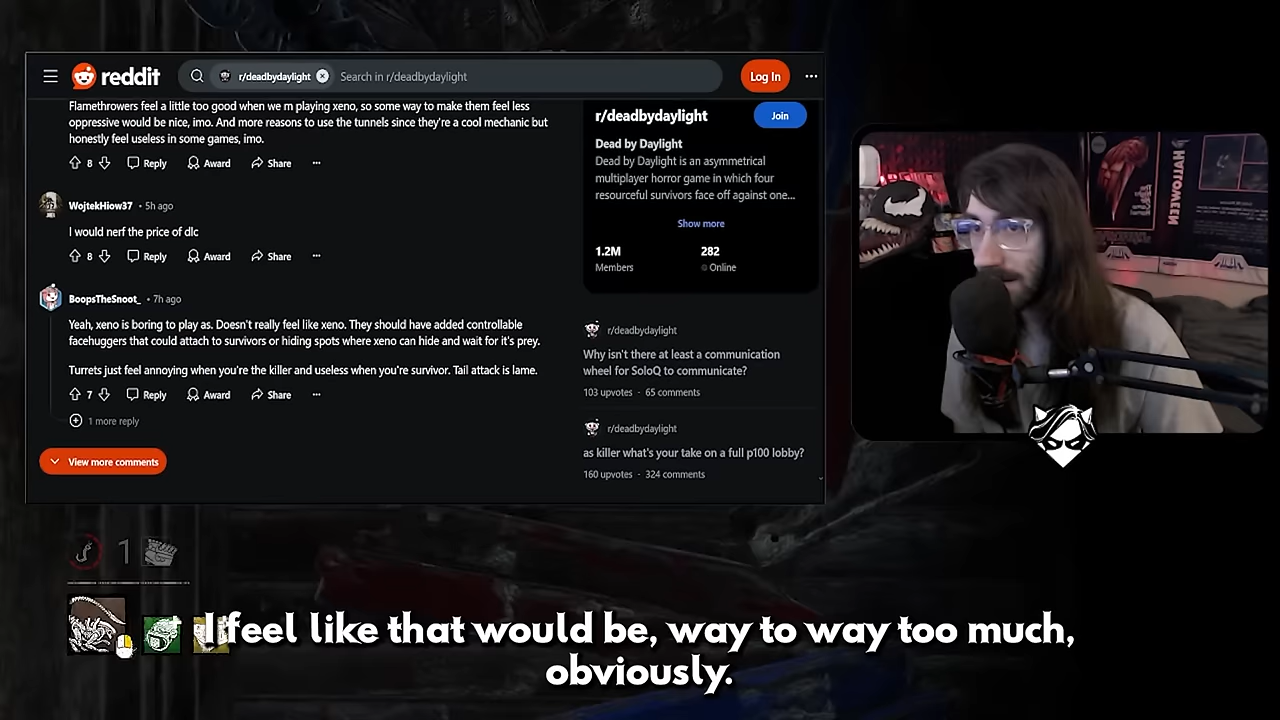 reddit
r/deadbydaylight
Search in r/deadbydaylight
Log In
Flamethrowers feel a little too good when we m playing xeno, so some way to make them feel less
oppressive would be nice, imo. And more reasons to use the tunnels since they're a cool mechanic but
honestly feel useless in some games, imo.
8 Reply Award Share
WojtekHiow37 • 5h ago
I would nerf the price of dlc
8 Reply Award Share
BoopsTheSnoot_ • 7h ago
Yeah, xeno is boring to play as. Doesn't really feel like xeno. They should have added controllable
facehuggers that could attach to survivors or hiding spots where xeno can hide and wait for it's prey.
Turrets just feel annoying when you're the killer and useless when you're survivor. Tail attack is lame.
7 Reply Award Share
1 more reply
View more comments
r/deadbydaylight
Join
Dead by Daylight
Dead by Daylight is an asymmetrical
multiplayer horror game in which four
resourceful survivors face off against one...
Show more
1.2M 282
Members Online
r/deadbydaylight
Why isn't there at least a communication
wheel for SoloQ to communicate?
103 upvotes · 65 comments
r/deadbydaylight
as killer what's your take on a full p100 lobby?
160 upvotes · 324 comments
HALLOWEEN
1
I feel like that would be, way to way too much,
obviously.